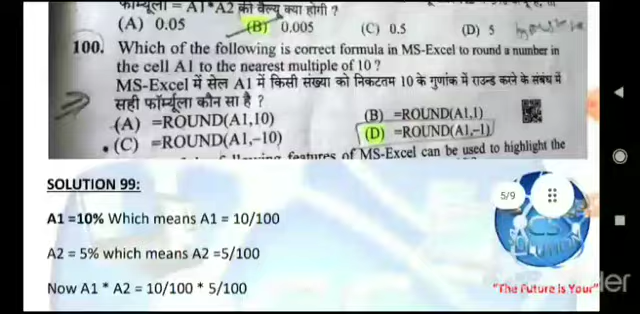 फॉर्म्यूला = A1*A2 की वैल्यू क्या होगी ?
(A) 0.05 (B) 0.005 (C) 0.5 (D) 5
100. Which of the following is correct formula in MS-Excel to round a number in
the cell A1 to the nearest multiple of 10 ?
MS-Excel में सेल A1 में किसी संख्या को निकटतम 10 के गुणांक में राउन्ड करने के संबंध में
सही फॉर्म्यूला कौन सा है ?
(A) =ROUND(A1,10) (B) =ROUND(A1,1)
(C) =ROUND(A1,–10) (D) =ROUND(A1,–1)
features of MS-Excel can be used to highlight the
SOLUTION 99:
5/9
A1 =10% Which means A1 = 10/100
CS
SOLUTION
A2 = 5% which means A2 =5/100
Now A1 * A2 = 10/100 * 5/100
"The Future Is Your"